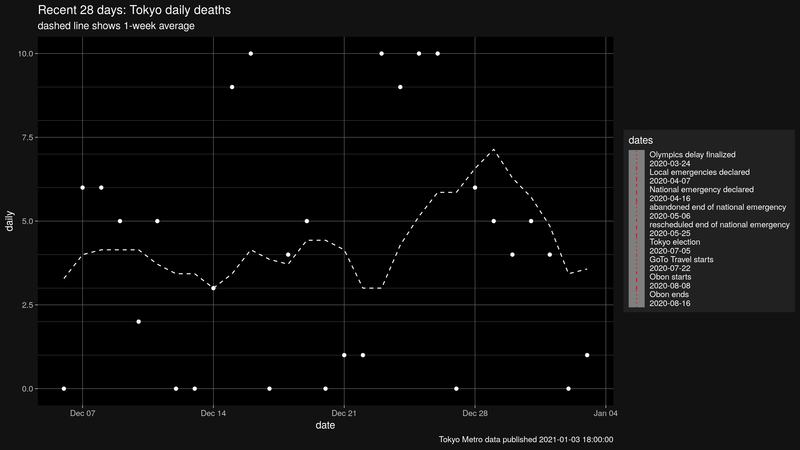 Recent 28 days: Tokyo daily deaths
dashed line shows 1-week average
daily
10.0
7.5
5.0
2.5
0.0
Dec 07
Dec 14
Dec 21
Dec 28
Jan 04
date
Tokyo Metro data published 2021-01-03 18:00:00
dates
Olympics delay finalized
2020-03-24
Local emergencies declared
2020-04-07
National emergency declared
2020-04-16
abandoned end of national emergency
2020-05-06
rescheduled end of national emergency
2020-05-25
Tokyo election
2020-07-05
GoTo Travel starts
2020-07-22
Obon starts
2020-08-08
Obon ends
2020-08-16